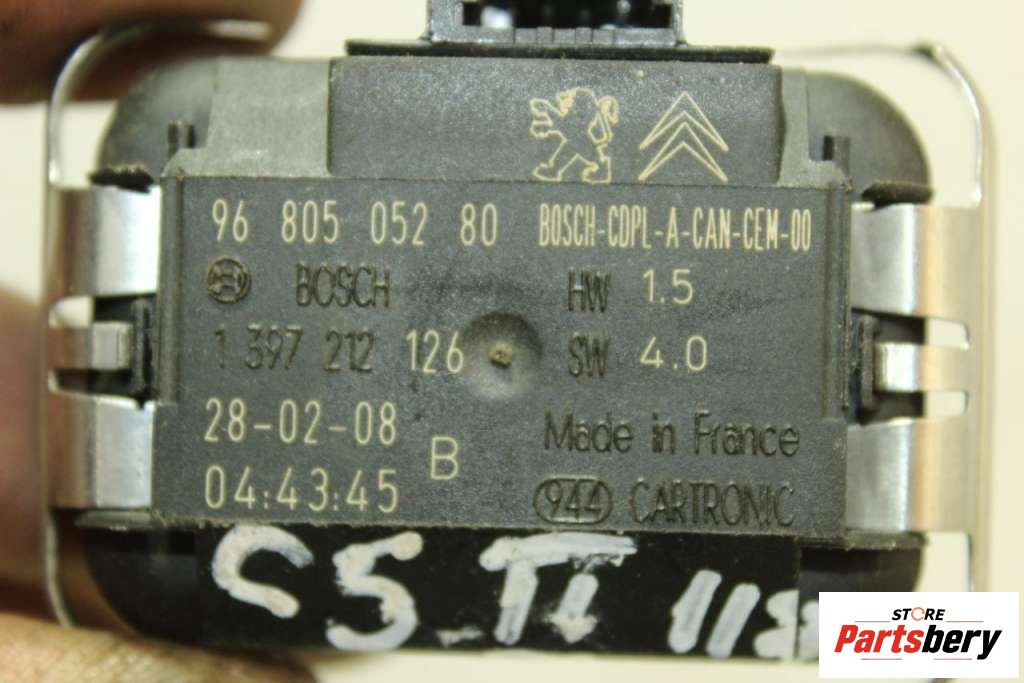 96 805 052 80 BOSCH-CDPL-A-CAN-CEM-00
BOSCH HW 1.5
1 397 212 126 SW 4.0
28-02-08 B Made in France
04:43:45 944 CARTRONIC
C5 TL
STORE
Partsbery